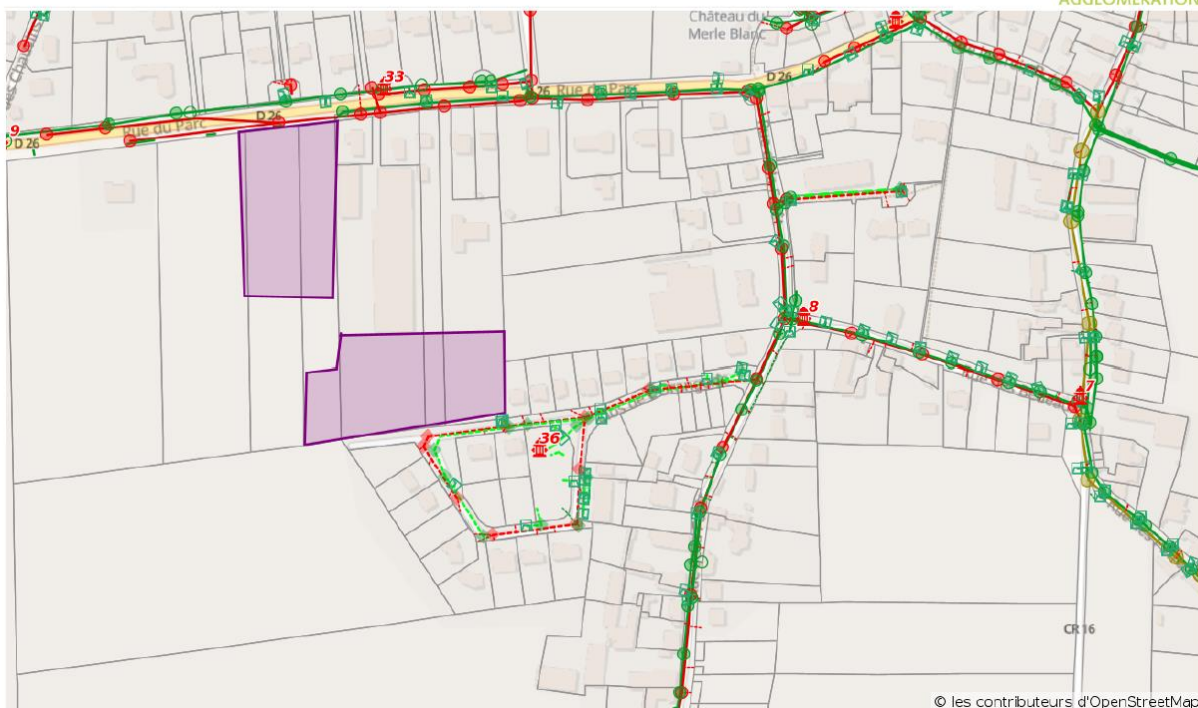 AGGLOMÉRATION
Château du
Merle Blanc
33
D 26
Rue du Parc
D 26
D 26
Rue du Parc
9
D 26
8
7
36
CR 16
© les contributeurs d'OpenStreetMap